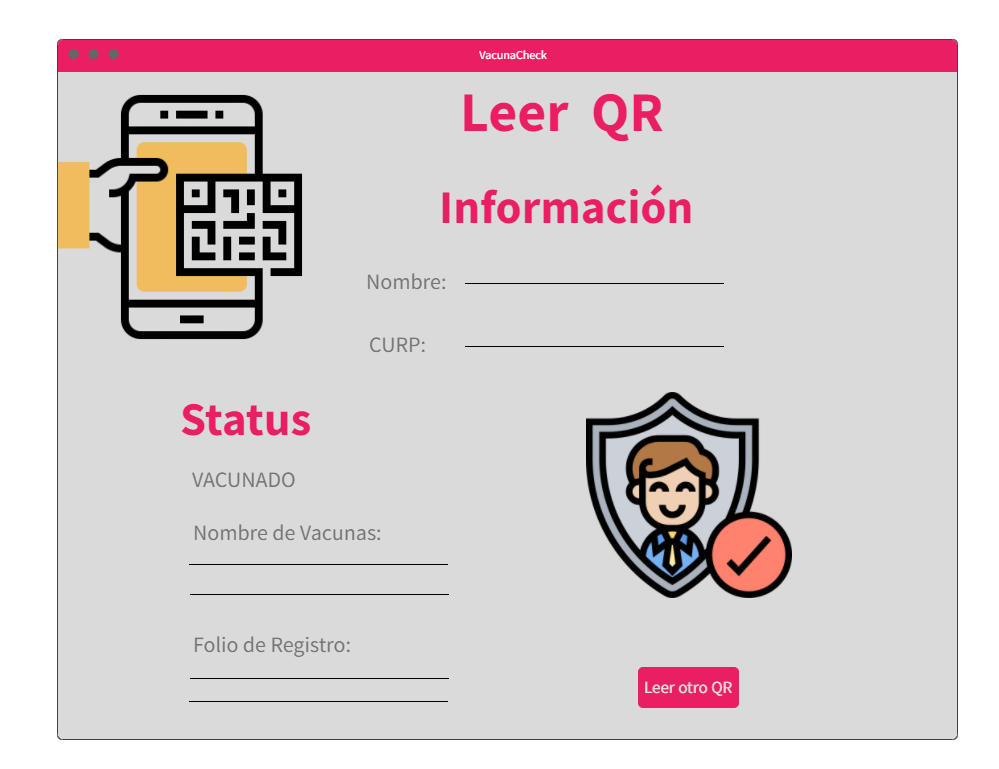 VacunaCheck
Leer QR
Información
Nombre:
CURP:
Status
VACUNADO
Nombre de Vacunas:
Folio de Registro:
Leer otro QR